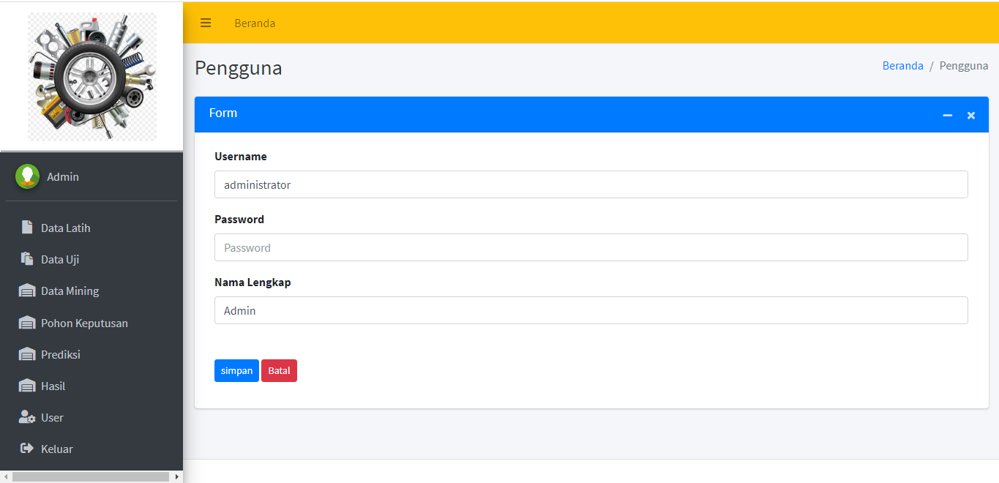 Beranda
Pengguna
Beranda / Pengguna
Form
Username
administrator
Password
Password
Nama Lengkap
Admin
simpan Batal
Admin
Data Latih
Data Uji
Data Mining
Pohon Keputusan
Prediksi
Hasil
User
Keluar